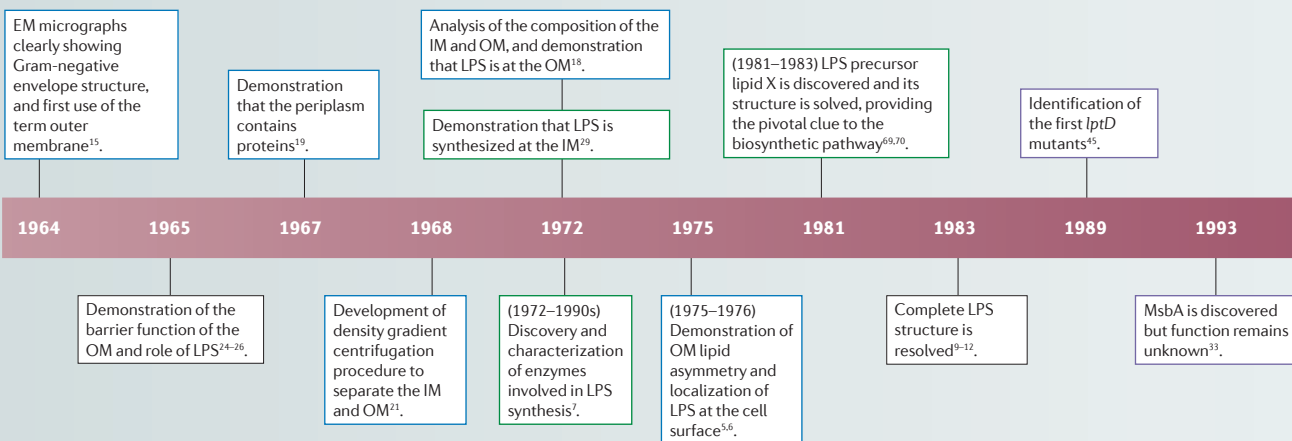 EM micrographs
clearly showing
Gram-negative
envelope structure,
and first use of the
term outer
membrane¹⁵.
Demonstration
that the periplasm
contains
proteins¹⁹.
Analysis of the composition of the
IM and OM, and demonstration
that LPS is at the OM¹⁸.
Demonstration that LPS is
synthesized at the IM²⁹.
(1981–1983) LPS precursor
lipid X is discovered and its
structure is solved, providing
the pivotal clue to the
biosynthetic pathway⁶⁹,⁷⁰.
Identification of
the first lptD
mutants⁴⁵.
1964 1965 1967 1968 1972 1975 1981 1983 1989 1993
Demonstration of the
barrier function of the
OM and role of LPS²⁴–²⁶.
Development of
density gradient
centrifugation
procedure to
separate the IM
and OM²¹.
(1972–1990s)
Discovery and
characterization
of enzymes
involved in LPS
synthesis⁷.
(1975–1976)
Demonstration of
OM lipid
asymmetry and
localization of
LPS at the cell
surface⁵,⁶.
Complete LPS
structure is
resolved⁹–¹².
MsbA is discovered
but function remains
unknown³³.